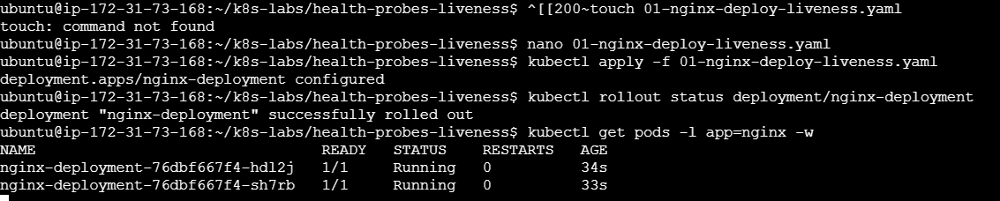 ubuntu@ip-172-31-73-168:~/k8s-labs/health-probes-liveness$ ^[[200~touch 01-nginx-deploy-liveness.yaml
touch: command not found
ubuntu@ip-172-31-73-168:~/k8s-labs/health-probes-liveness$ nano 01-nginx-deploy-liveness.yaml
ubuntu@ip-172-31-73-168:~/k8s-labs/health-probes-liveness$ kubectl apply -f 01-nginx-deploy-liveness.yaml
deployment.apps/nginx-deployment configured
ubuntu@ip-172-31-73-168:~/k8s-labs/health-probes-liveness$ kubectl rollout status deployment/nginx-deployment
deployment "nginx-deployment" successfully rolled out
ubuntu@ip-172-31-73-168:~/k8s-labs/health-probes-liveness$ kubectl get pods -l app=nginx -w
NAME                                READY   STATUS    RESTARTS   AGE
nginx-deployment-76dbf667f4-hdl2j   1/1     Running   0          34s
nginx-deployment-76dbf667f4-sh7rb   1/1     Running   0          33s